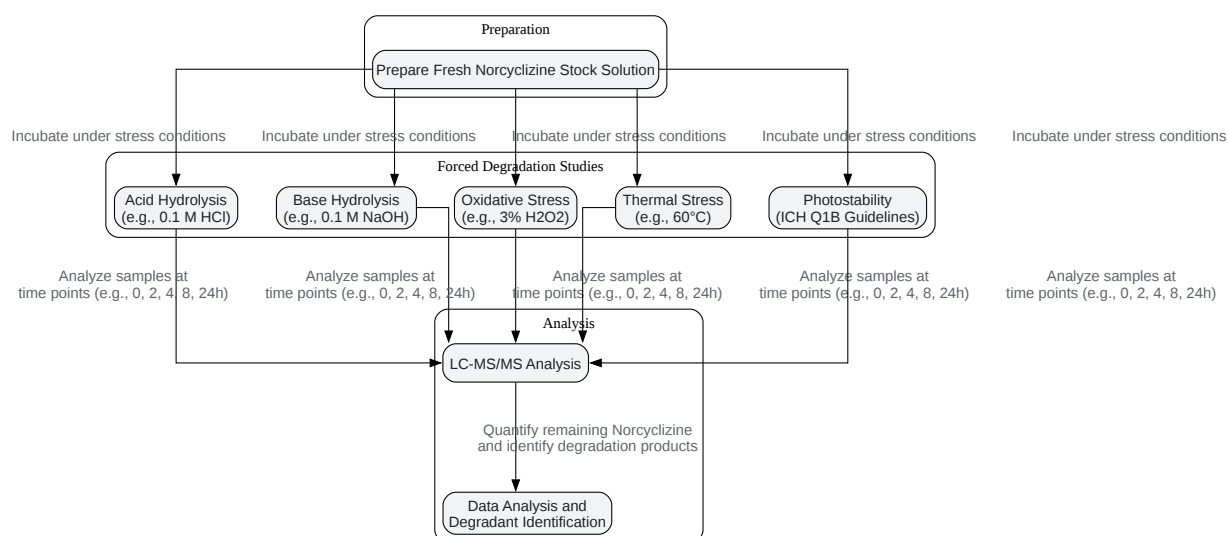 Preparation
Prepare Fresh Norcyclizine Stock Solution
Incubate under stress conditions
Incubate under stress conditions
Incubate under stress conditions
Incubate under stress conditions
Incubate under stress conditions
Forced Degradation Studies
Acid Hydrolysis
(e.g., 0.1 M HCl)
Base Hydrolysis
(e.g., 0.1 M NaOH)
Oxidative Stress
(e.g., 3% H2O2)
Thermal Stress
(e.g., 60°C)
Photostability
(ICH Q1B Guidelines)
Analyze samples at
time points (e.g., 0, 2, 4, 8, 24h)
Analyze samples at
time points (e.g., 0, 2, 4, 8, 24h)
Analyze samples at
time points (e.g., 0, 2, 4, 8, 24h)
Analyze samples at
time points (e.g., 0, 2, 4, 8, 24h)
Analyze samples at
time points (e.g., 0, 2, 4, 8, 24h)
Analysis
LC-MS/MS Analysis
Quantify remaining Norcyclizine
and identify degradation products
Data Analysis and
Degradant Identification